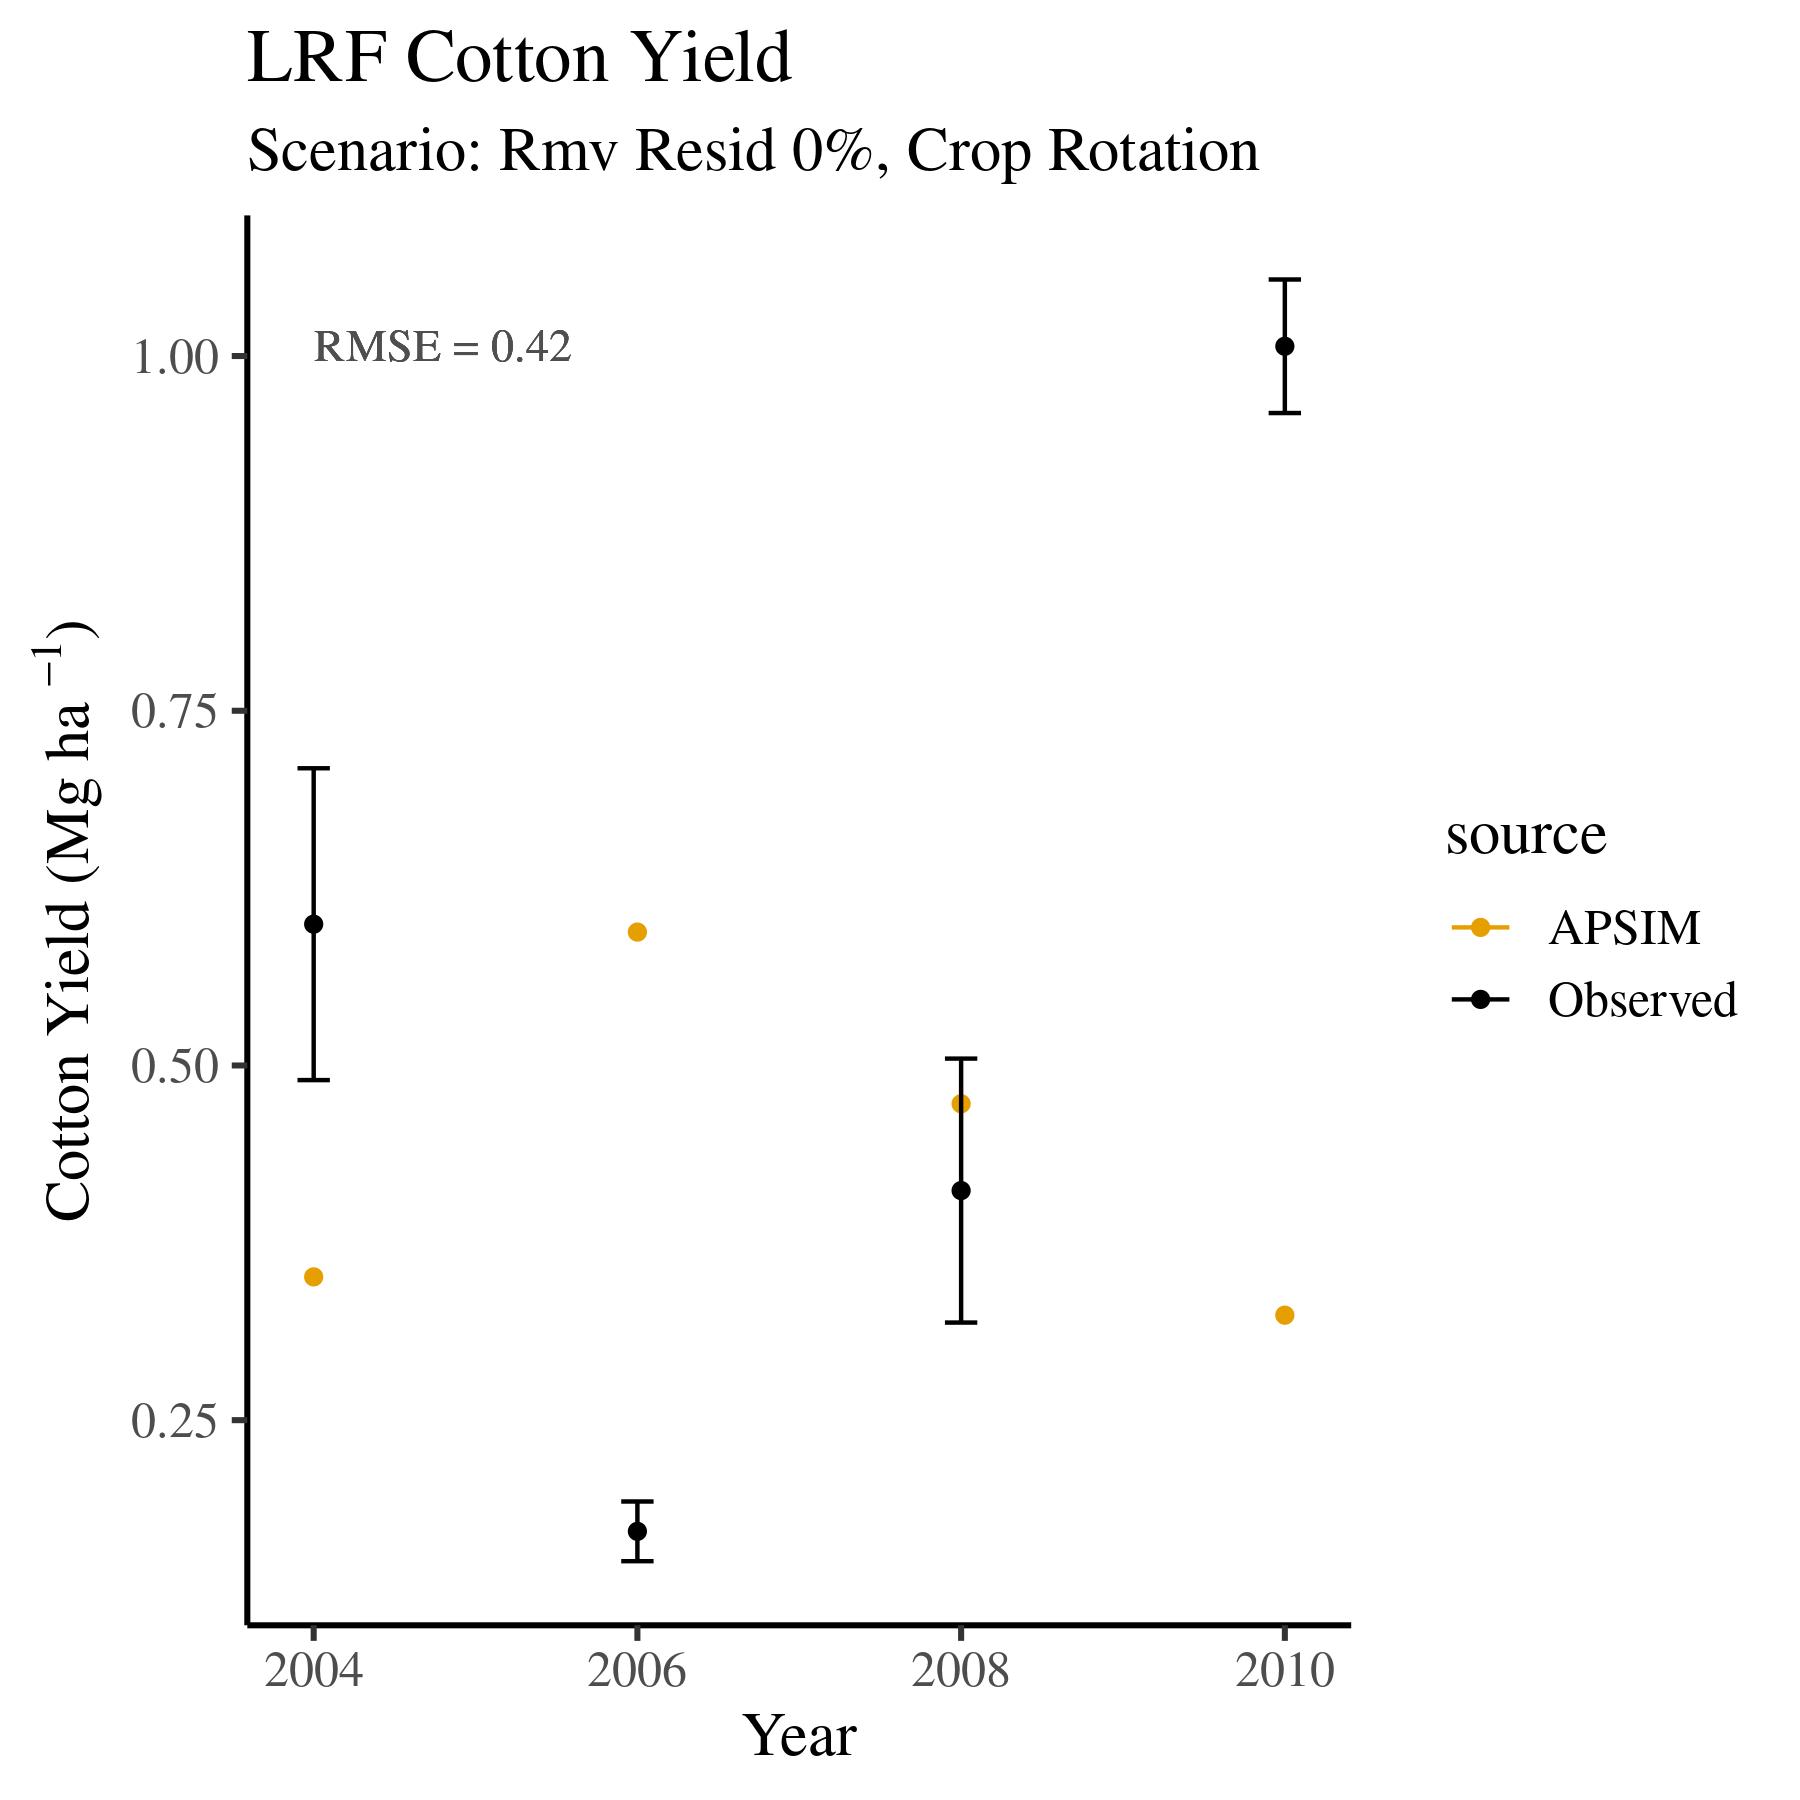 LRF Cotton Yield
Scenario: Rmv Resid 0%, Crop Rotation
Cotton Yield (Mg ha −1)
1.00
0.75
0.50
0.25
RMSE = 0.42
2004 2006 2008 2010
Year
source
APSIM
Observed